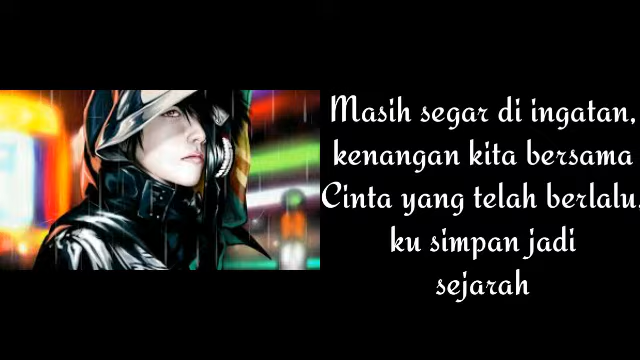 Masih segar di ingatan,
kenangan kita bersama
Cinta yang telah berlalu,
ku simpan jadi
sejarah